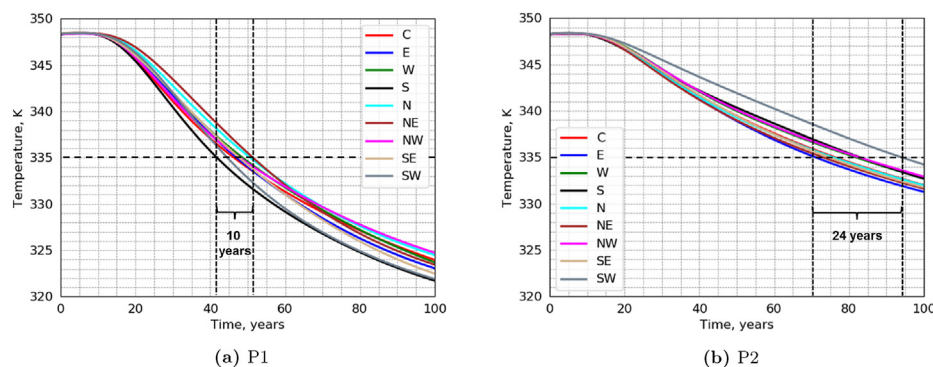 350
345
340
335
330
325
320
Temperature, K
0
20
40
60
80
100
Time, years
C
E
W
S
N
NE
NW
SE
SW
10
years
(a) P1
350
345
340
335
330
325
320
Temperature, K
0
20
40
60
80
100
Time, years
C
E
W
S
N
NE
NW
SE
SW
24 years
(b) P2